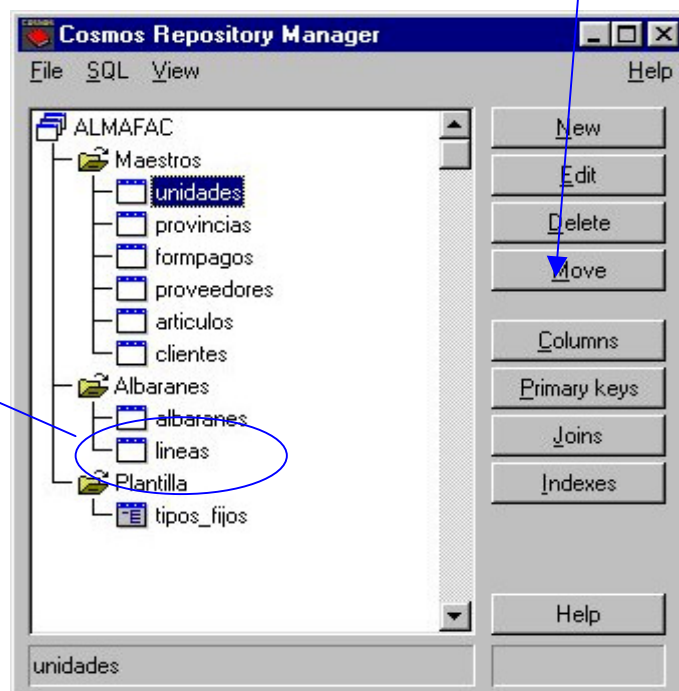 Cosmos Repository Manager
File SQL View Help
ALMAFAC
Maestros
unidades
provincias
formpagos
proveedores
articulos
clientes
Albaranes
albaranes
lineas
Plantilla
tipos_fijos
New
Edit
Delete
Move
Columns
Primary keys
Joins
Indexes
Help
unidades